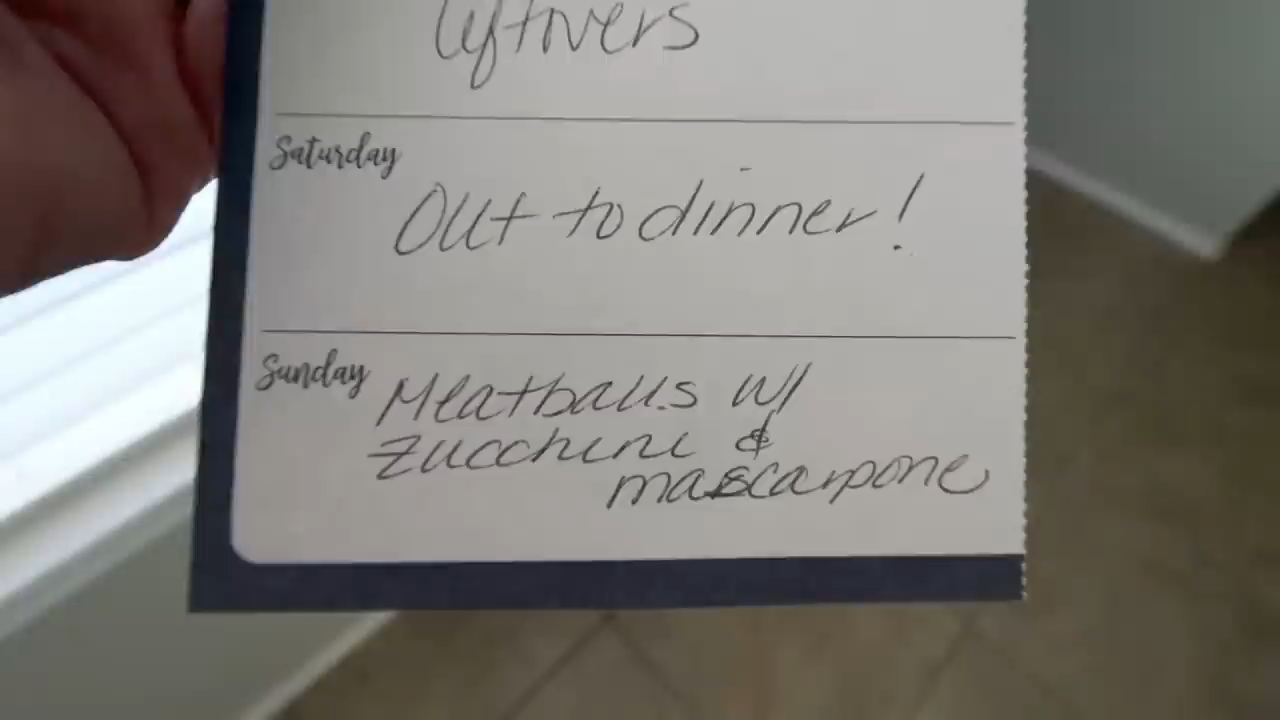 leftovers
Saturday
Out to dinner!
Sunday
Meatballs w/
zucchini &
mascarpone